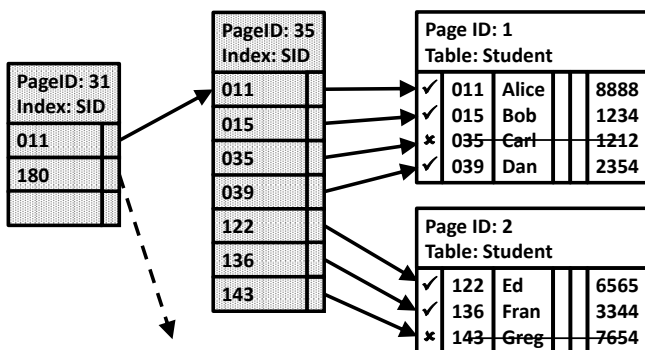 PageID: 31
Index: SID
011
180
PageID: 35
Index: SID
011
015
035
039
122
136
143
Page ID: 1
Table: Student
✓ 011 Alice 8888
✓ 015 Bob 1234
✖ 035 Carl 1212
✓ 039 Dan 2354
Page ID: 2
Table: Student
✓ 122 Ed 6565
✓ 136 Fran 3344
✖ 143 Greg 7654